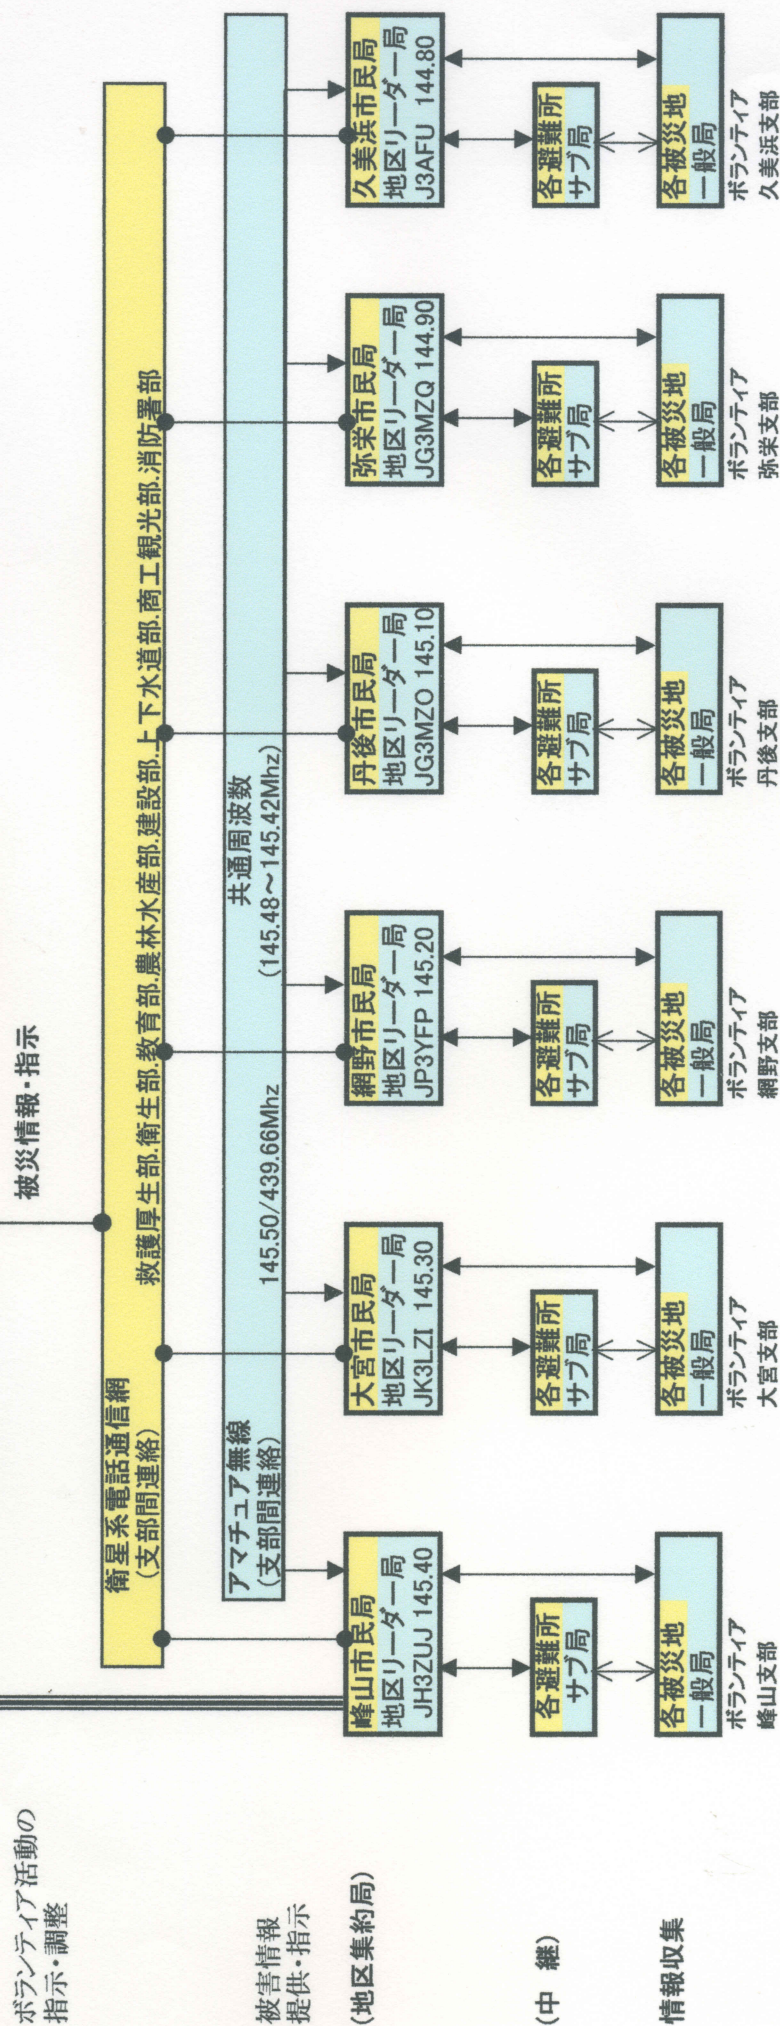 ボランティア活動の
指示・調整
被災情報・指示
衛星系電話通信網
(支部間連絡)
救護厚生部.衛生部.教育部.農林水産部.建設部.上下水道部.商工観光部.消防署部
被害情報
提供・指示
アマチュア無線
(支部間連絡)
145.50/439.66Mhz
共通周波数
(145.48～145.42Mhz)
(地区集約局)
峰山市民局
地区リーダー局
JH3ZUJ 145.40
大宮市民局
地区リーダー局
JK3LZI 145.30
網野市民局
地区リーダー局
JP3YFP 145.20
丹後市民局
地区リーダー局
JG3MZO 145.10
弥栄市民局
地区リーダー局
JG3MZQ 144.90
久美浜市民局
地区リーダー局
J3AFU 144.80
(中 継)
各避難所
サブ局
各避難所
サブ局
各避難所
サブ局
各避難所
サブ局
各避難所
サブ局
各避難所
サブ局
情報収集
各被災地
一般局
各被災地
一般局
各被災地
一般局
各被災地
一般局
各被災地
一般局
各被災地
一般局
ボランティア
峰山支部
ボランティア
大宮支部
ボランティア
網野支部
ボランティア
丹後支部
ボランティア
弥栄支部
ボランティア
久美浜支部